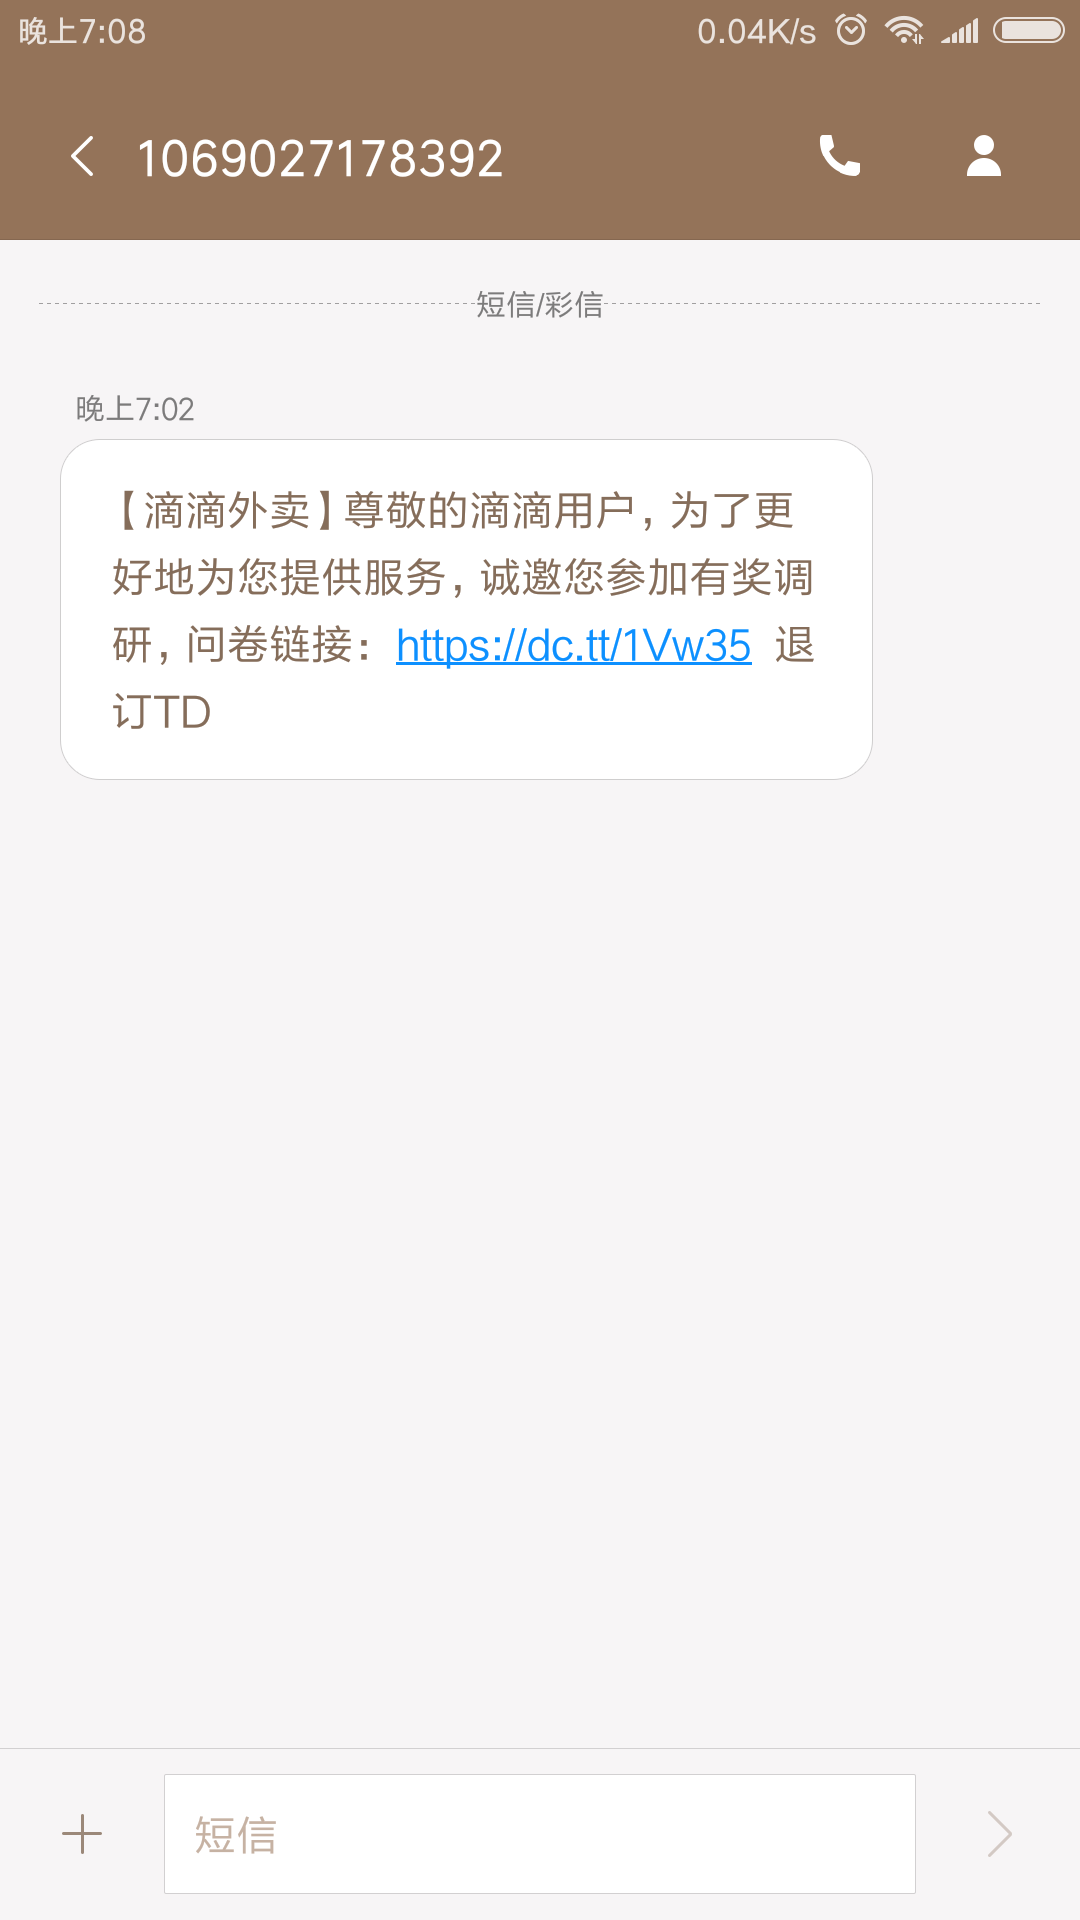 晚上7:08
0.04K/s
1069027178392
短信/彩信
晚上7:02
【滴滴外卖】尊敬的滴滴用户，为了更
好地为您提供服务，诚邀您参加有奖调
研，问卷链接：https://dc.tt/1Vw35 退
订TD
短信